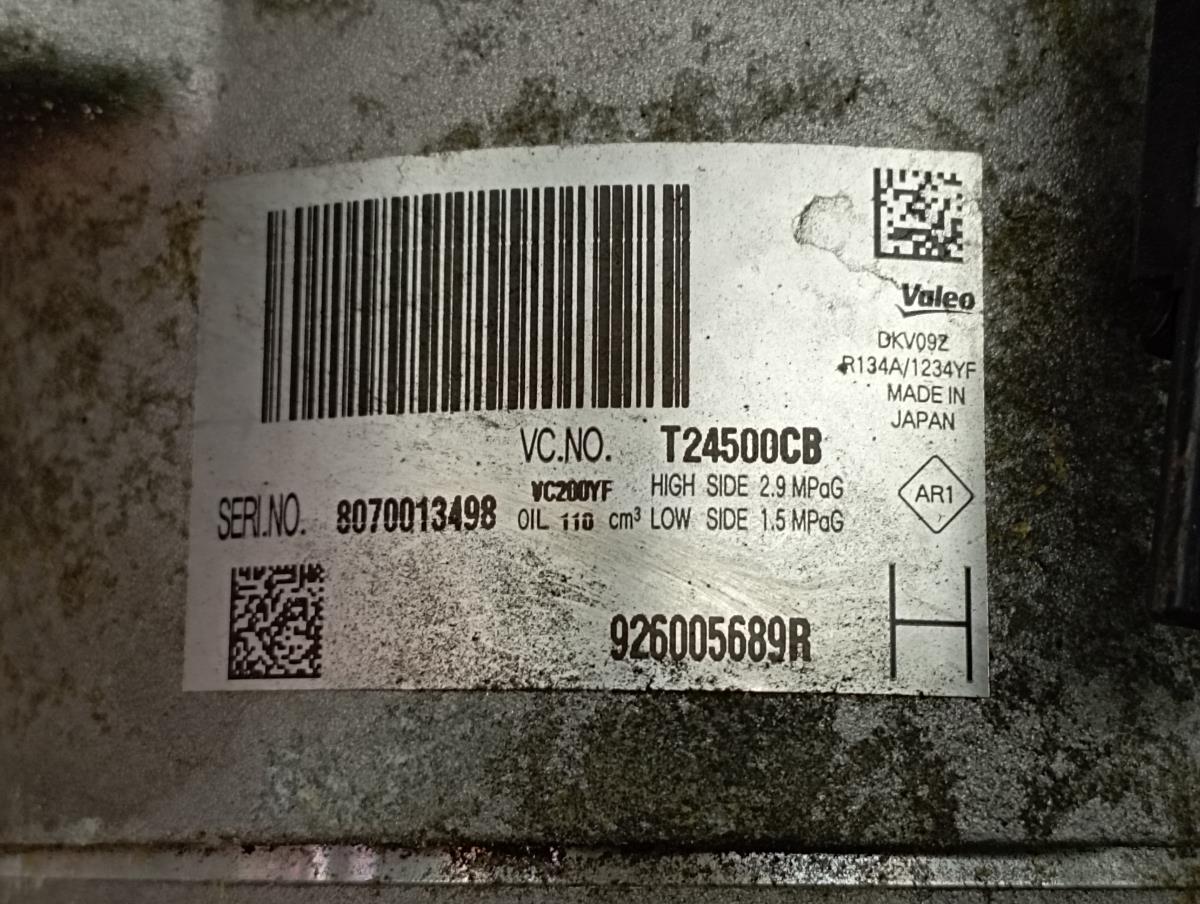 Valeo
DKV09Z
R134A/1234YF
MADE IN
JAPAN
VC.NO. T24500CB
VC200YF HIGH SIDE 2.9 MPaG
SERI.NO. 8070013498 OIL 110 cm³ LOW SIDE 1.5 MPaG
AR1
926005689R
H